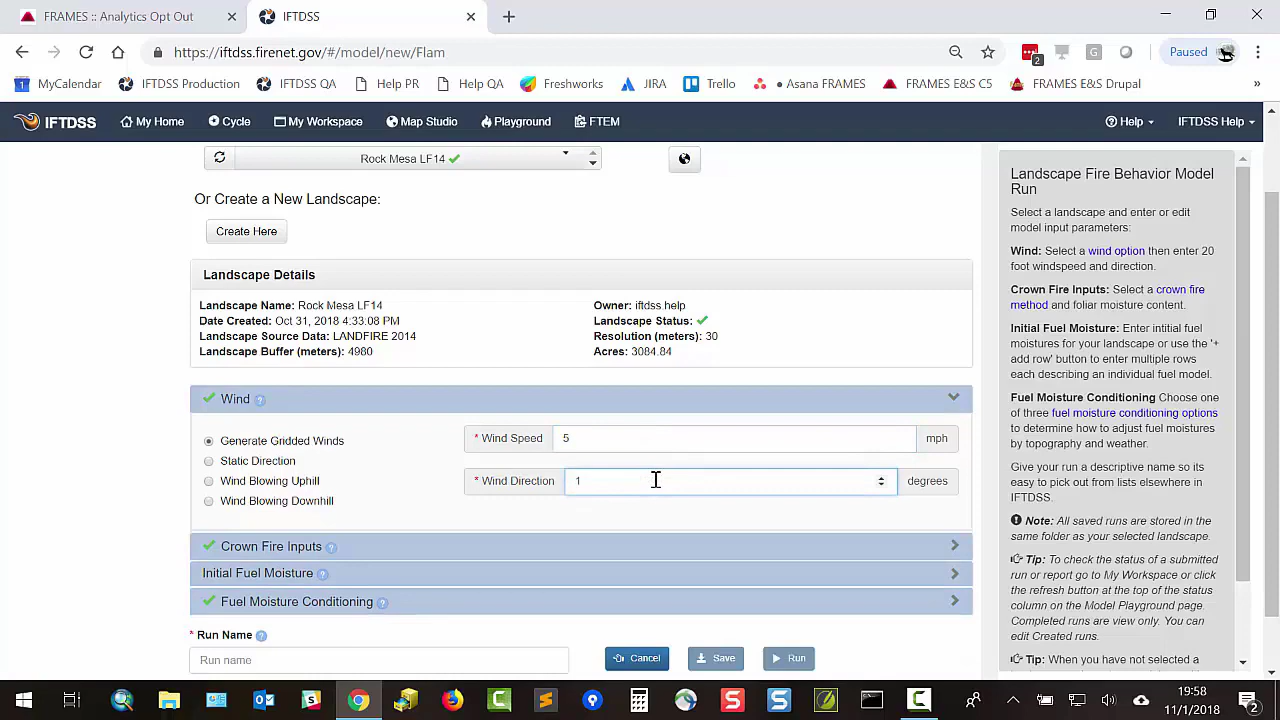 FRAMES :: Analytics Opt Out
IFTDSS
https://iftdss.firenet.gov/#/model/new/Flam
2
G
Paused
MyCalendar
IFTDSS Production
IFTDSS QA
Help PR
Help QA
Freshworks
JIRA
Trello
Asana FRAMES
FRAMES E&S C5
FRAMES E&S Drupal
»
IFTDSS
My Home
Cycle
My Workspace
Map Studio
Playground
FTEM
Help
IFTDSS Help
Rock Mesa LF14
Or Create a New Landscape:
Create Here
Landscape Details
Landscape Name: Rock Mesa LF14
Date Created: Oct 31, 2018 4:33:08 PM
Landscape Source Data: LANDFIRE 2014
Landscape Buffer (meters): 4980
Owner: iftdss help
Landscape Status:
Resolution (meters): 30
Acres: 3084.84
Wind ?
Generate Gridded Winds
Static Direction
Wind Blowing Uphill
Wind Blowing Downhill
* Wind Speed 5 mph
* Wind Direction 1 degrees
Crown Fire Inputs ?
Initial Fuel Moisture ?
Fuel Moisture Conditioning ?
* Run Name ?
Run name
Cancel
Save
Run
Landscape Fire Behavior Model
Run
Select a landscape and enter or edit
model input parameters:
Wind: Select a wind option then enter 20
foot windspeed and direction.
Crown Fire Inputs: Select a crown fire
method and foliar moisture content.
Initial Fuel Moisture: Enter intitial fuel
moistures for your landscape or use the '+
add row' button to enter multiple rows
each describing an individual fuel model.
Fuel Moisture Conditioning Choose one
of three fuel moisture conditioning options
to determine how to adjust fuel moistures
by topography and weather.
Give your run a descriptive name so its
easy to pick out from lists elsewhere in
IFTDSS.
Note: All saved runs are stored in the
same folder as your selected landscape.
Tip: To check the status of a submitted
run or report go to My Workspace or click
the refresh button at the top of the status
column on the Model Playground page.
Completed runs are view only. You can
edit Created runs.
Tip: When you have not selected a
19:58
11/1/2018
2